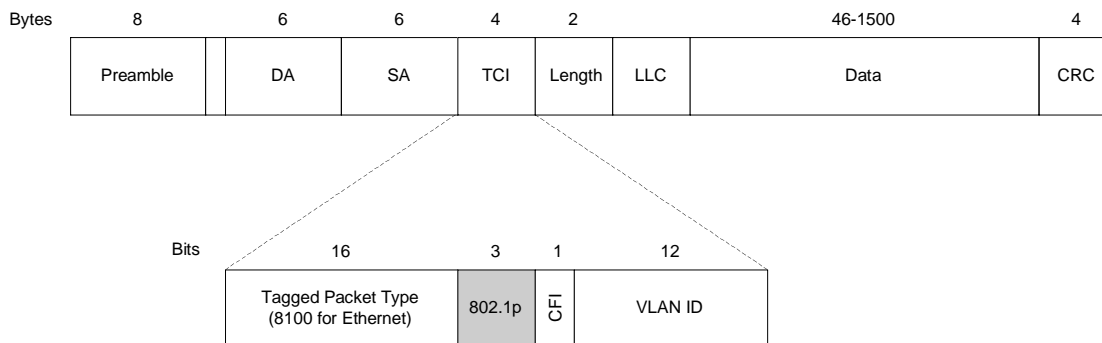 Bytes 8 6 6 4 2 46-1500 4
Preamble DA SA TCI Length LLC Data CRC
Bits 16 3 1 12
Tagged Packet Type
(8100 for Ethernet)
802.1p
CFI
VLAN ID